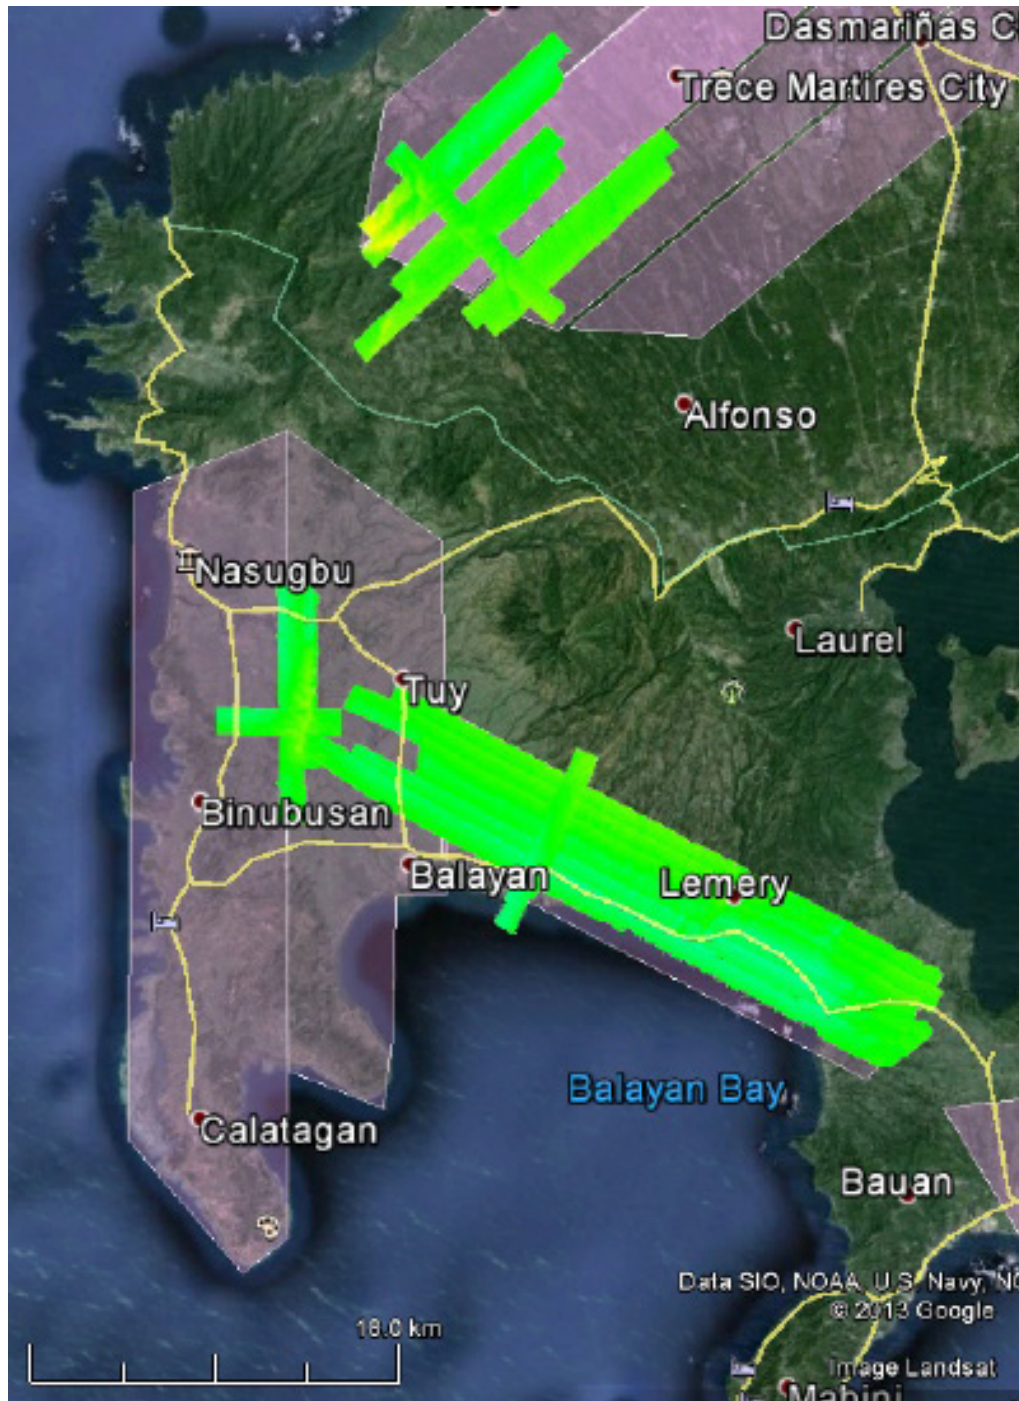 Dasmariñas C
Trece Martires City
Alfonso
Nasugbu
Laurel
Tuy
Binubusan
Balayan
Lemery
Balayan Bay
Calatagan
Bauan
Data SIO, NOAA, U.S. Navy, NG
© 2013 Google
18.0 km
Image Landsat
Mabini